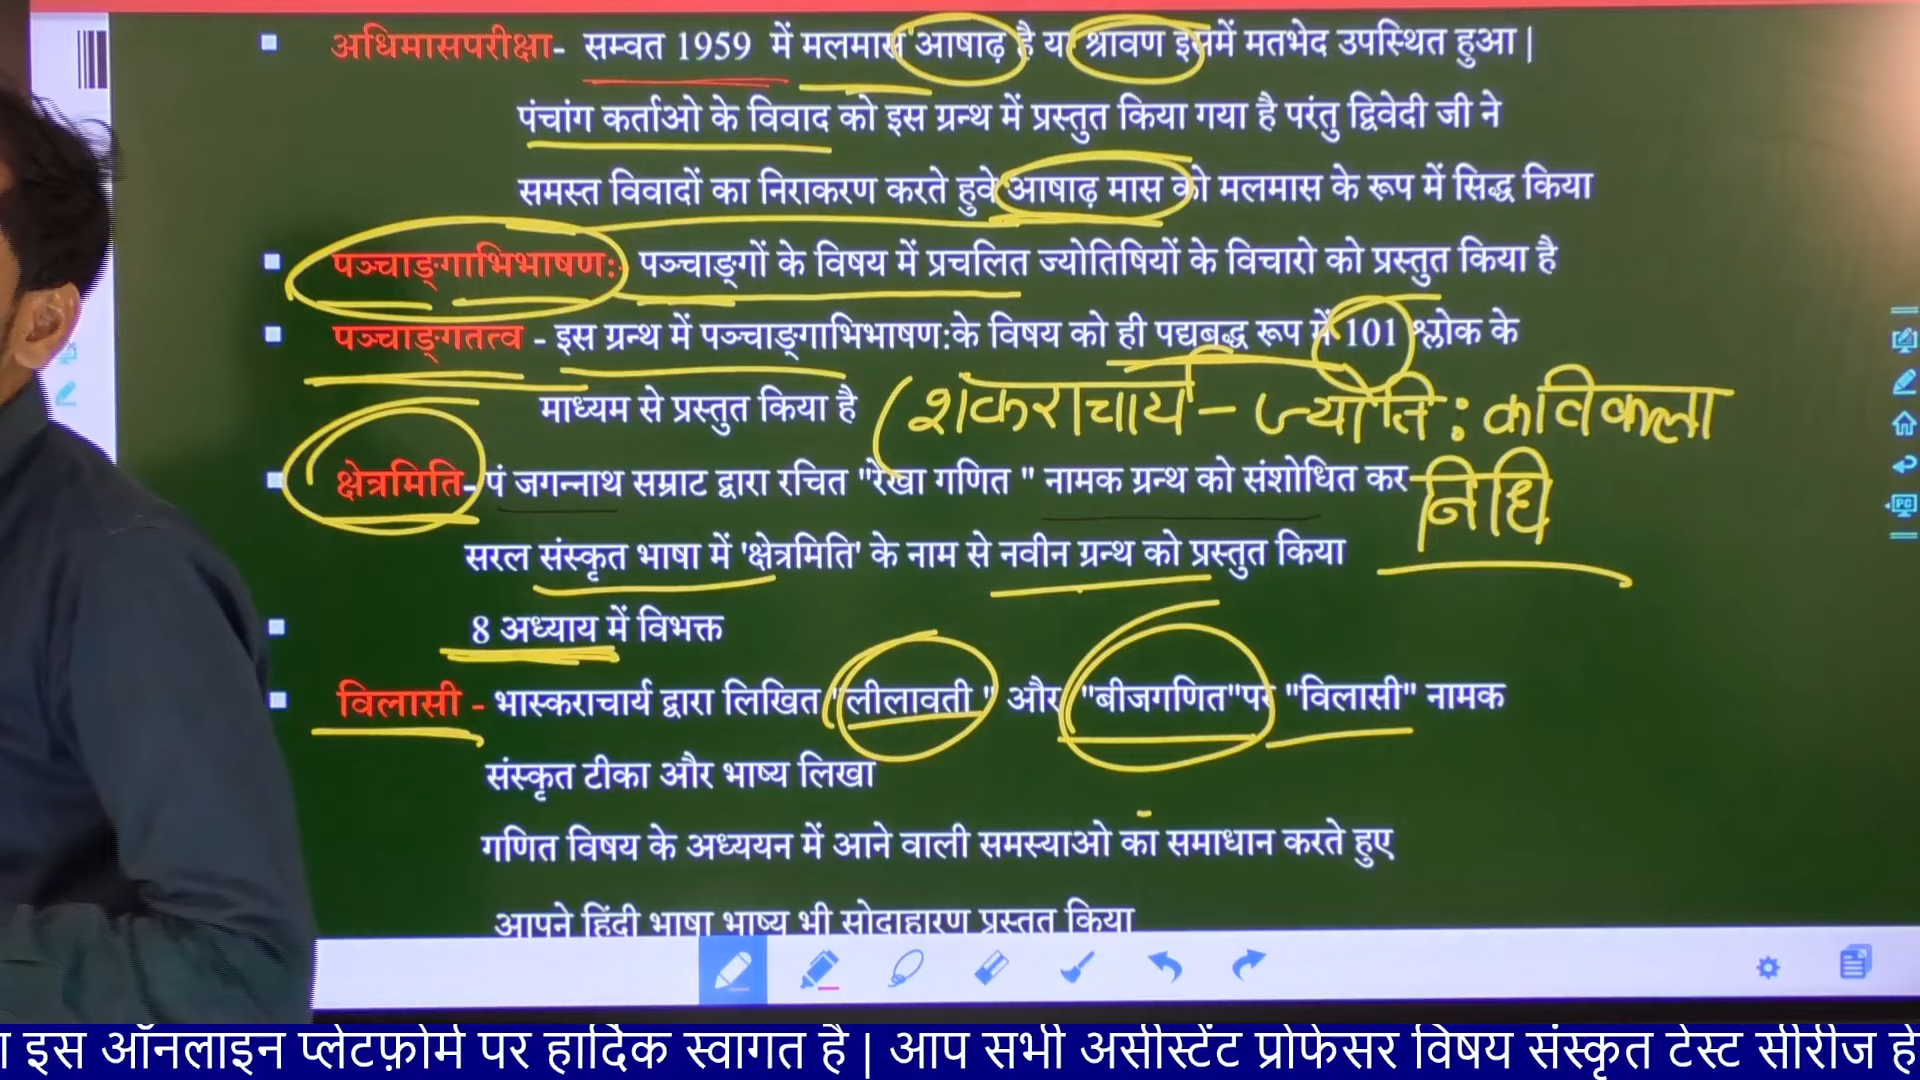 अधिमासपरीक्षा- सम्वत 1959 में मलमास आषाढ़ है या श्रावण इसमें मतभेद उपस्थित हुआ |
पंचांग कर्ताओ के विवाद को इस ग्रन्थ में प्रस्तुत किया गया है परंतु द्विवेदी जी ने
समस्त विवादों का निराकरण करते हुवे आषाढ़ मास को मलमास के रूप में सिद्ध किया
पञ्चाङ्गाभिभाषण:- पञ्चाङ्गों के विषय में प्रचलित ज्योतिषियों के विचारो को प्रस्तुत किया है
पञ्चाङ्गतत्व - इस ग्रन्थ में पञ्चाङ्गाभिभाषण:के विषय को ही पद्यबद्ध रूप में 101 श्लोक के
माध्यम से प्रस्तुत किया है (शंकराचार्य - ज्योति : कविकला
क्षेत्रमिति- पं जगन्नाथ सम्राट द्वारा रचित "रेखा गणित " नामक ग्रन्थ को संशोधित कर
निधि
सरल संस्कृत भाषा में 'क्षेत्रमिति' के नाम से नवीन ग्रन्थ को प्रस्तुत किया
8 अध्याय में विभक्त
विलासी - भास्कराचार्य द्वारा लिखित "लीलावती " और "बीजगणित"पर "विलासी" नामक
संस्कृत टीका और भाष्य लिखा
गणित विषय के अध्ययन में आने वाली समस्याओ का समाधान करते हुए
आपने हिंदी भाषा भाष्य भी सोदाहारण प्रस्तुत किया
इस ऑनलाइन प्लेटफ़ोर्म पर हार्दिक स्वागत है | आप सभी असीस्टेंट प्रोफेसर विषय संस्कृत टेस्ट सीरीज हे